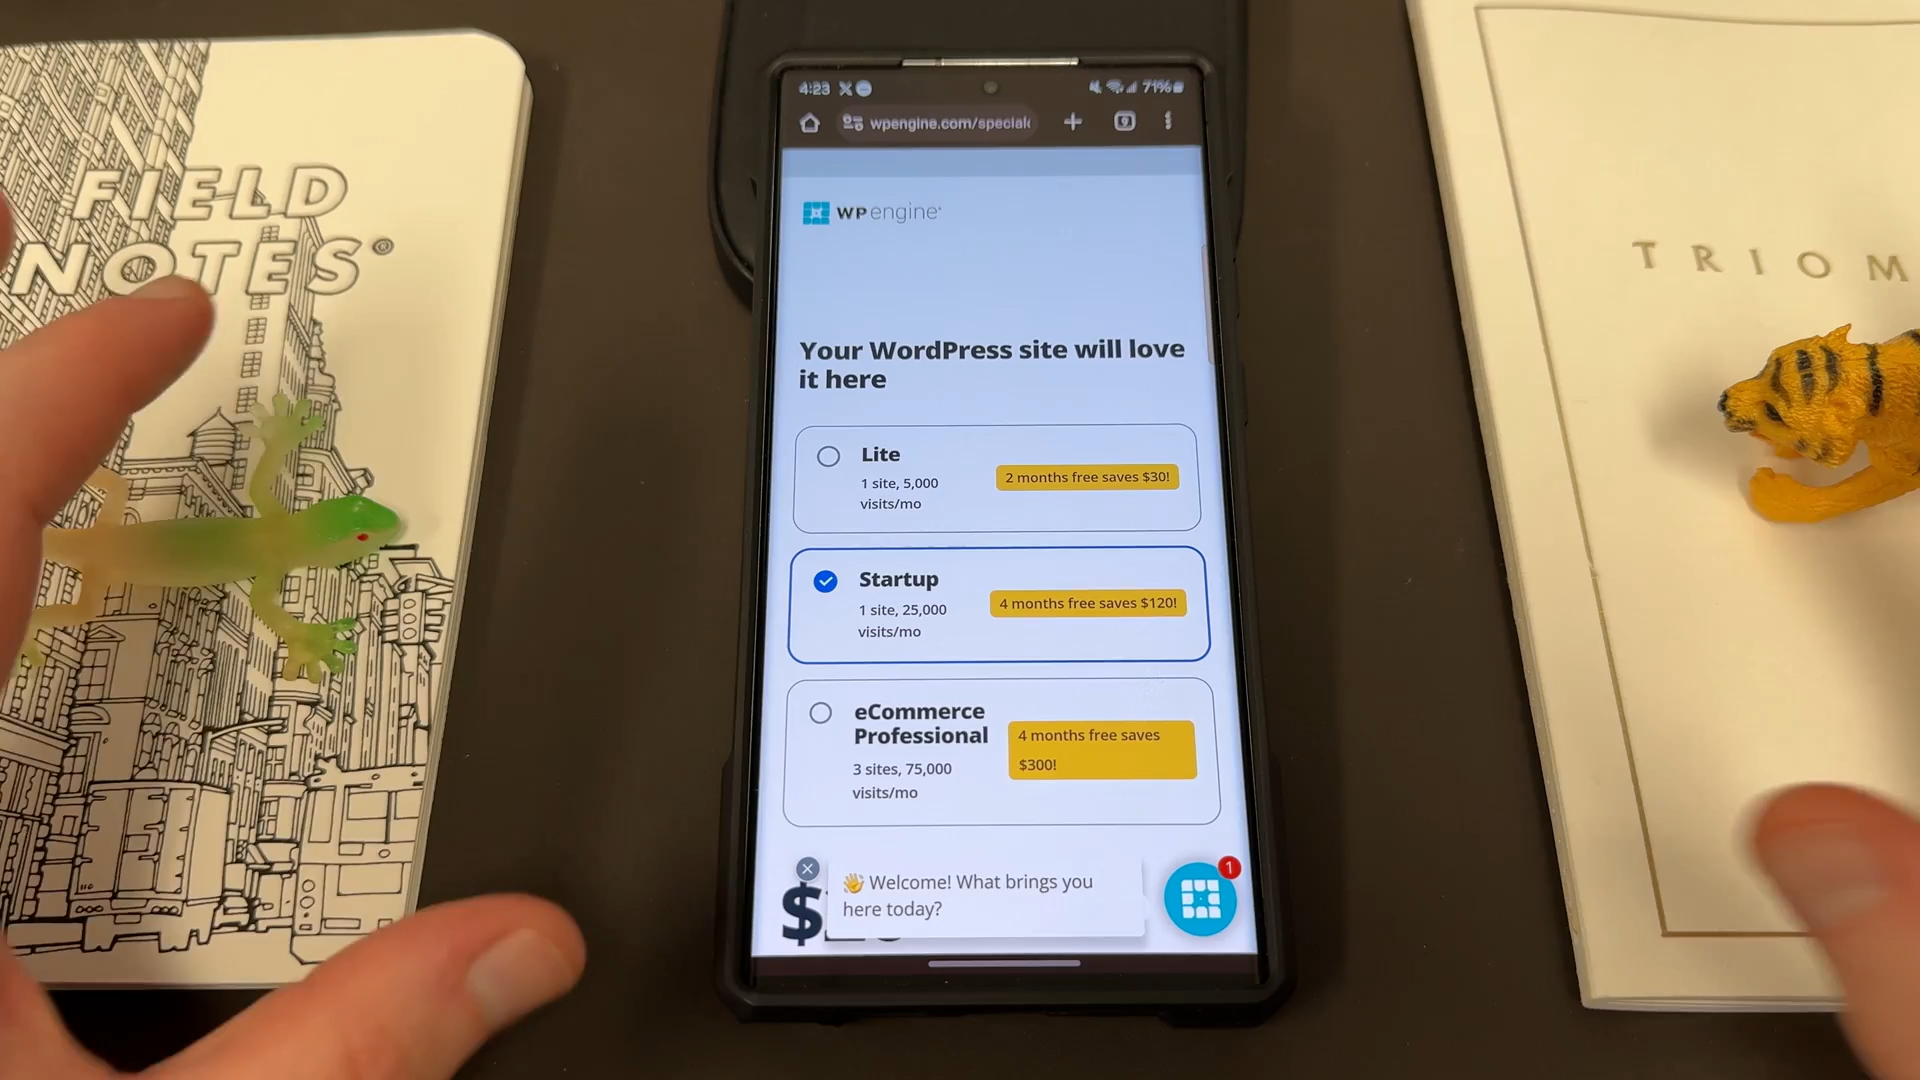 FIELD
NOTES®
4:23
71%
wpengine.com/special
9
WP engine
Your WordPress site will love
it here
Lite
1 site, 5,000
visits/mo
2 months free saves $30!
Startup
1 site, 25,000
visits/mo
4 months free saves $120!
eCommerce
Professional
3 sites, 75,000
visits/mo
4 months free saves
$300!
👋 Welcome! What brings you
here today?
1
$
TRIOM